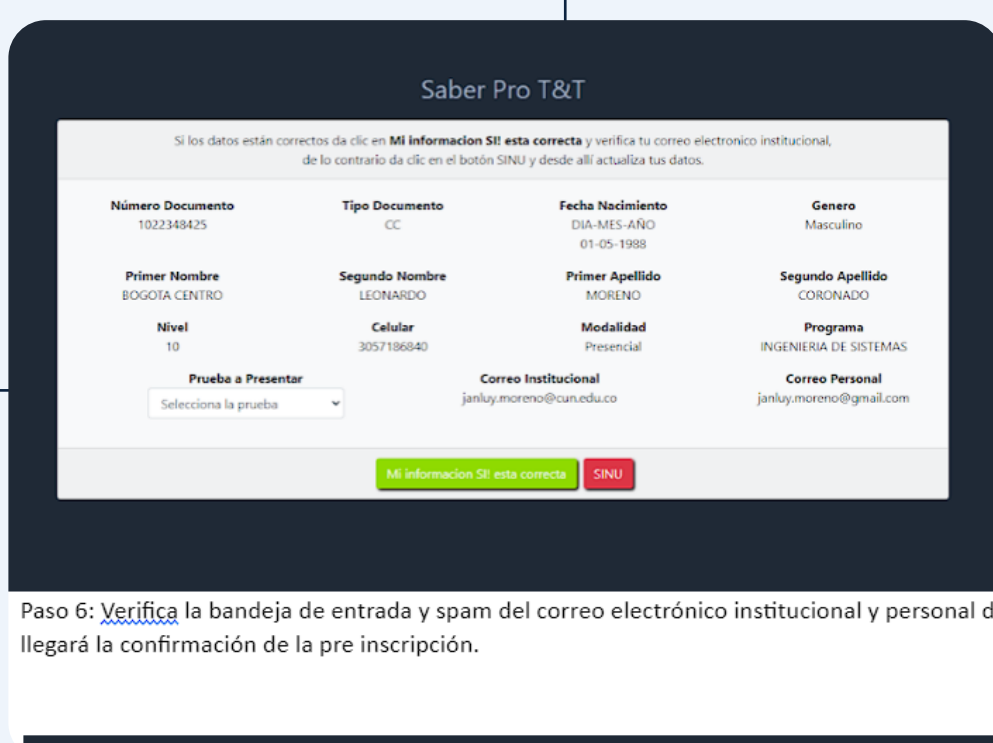 Saber Pro T&T
Si los datos están correctos da clic en Mi informacion SI! esta correcta y verifica tu correo electronico institucional,
de lo contrario da clic en el botón SINU y desde allí actualiza tus datos.
Número Documento Tipo Documento Fecha Nacimiento Genero
1022348425 CC DIA-MES-AÑO Masculino
01-05-1988
Primer Nombre Segundo Nombre Primer Apellido Segundo Apellido
BOGOTA CENTRO LEONARDO MORENO CORONADO
Nivel Celular Modalidad Programa
10 3057186840 Presencial INGENIERIA DE SISTEMAS
Prueba a Presentar Correo Institucional Correo Personal
Selecciona la prueba janluy.moreno@cun.edu.co janluy.moreno@gmail.com
Mi informacion SI! esta correcta SINU
Paso 6: Verifica la bandeja de entrada y spam del correo electrónico institucional y personal d
llegará la confirmación de la pre inscripción.